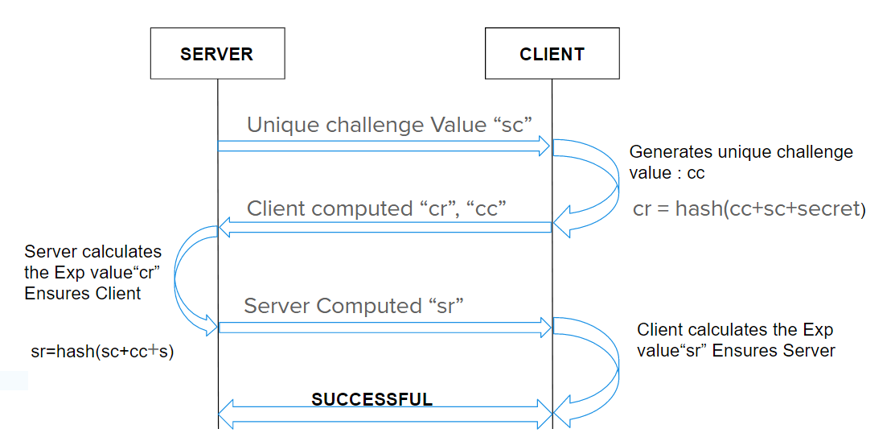 SERVER
CLIENT
Unique challenge Value “sc”
Generates unique challenge
value : cc
Client computed “cr”, “cc”
cr = hash(cc+sc+secret)
Server calculates
the Exp value“cr”
Ensures Client
Server Computed “sr”
Client calculates the Exp
value“sr” Ensures Server
sr=hash(sc+cc+s)
SUCCESSFUL